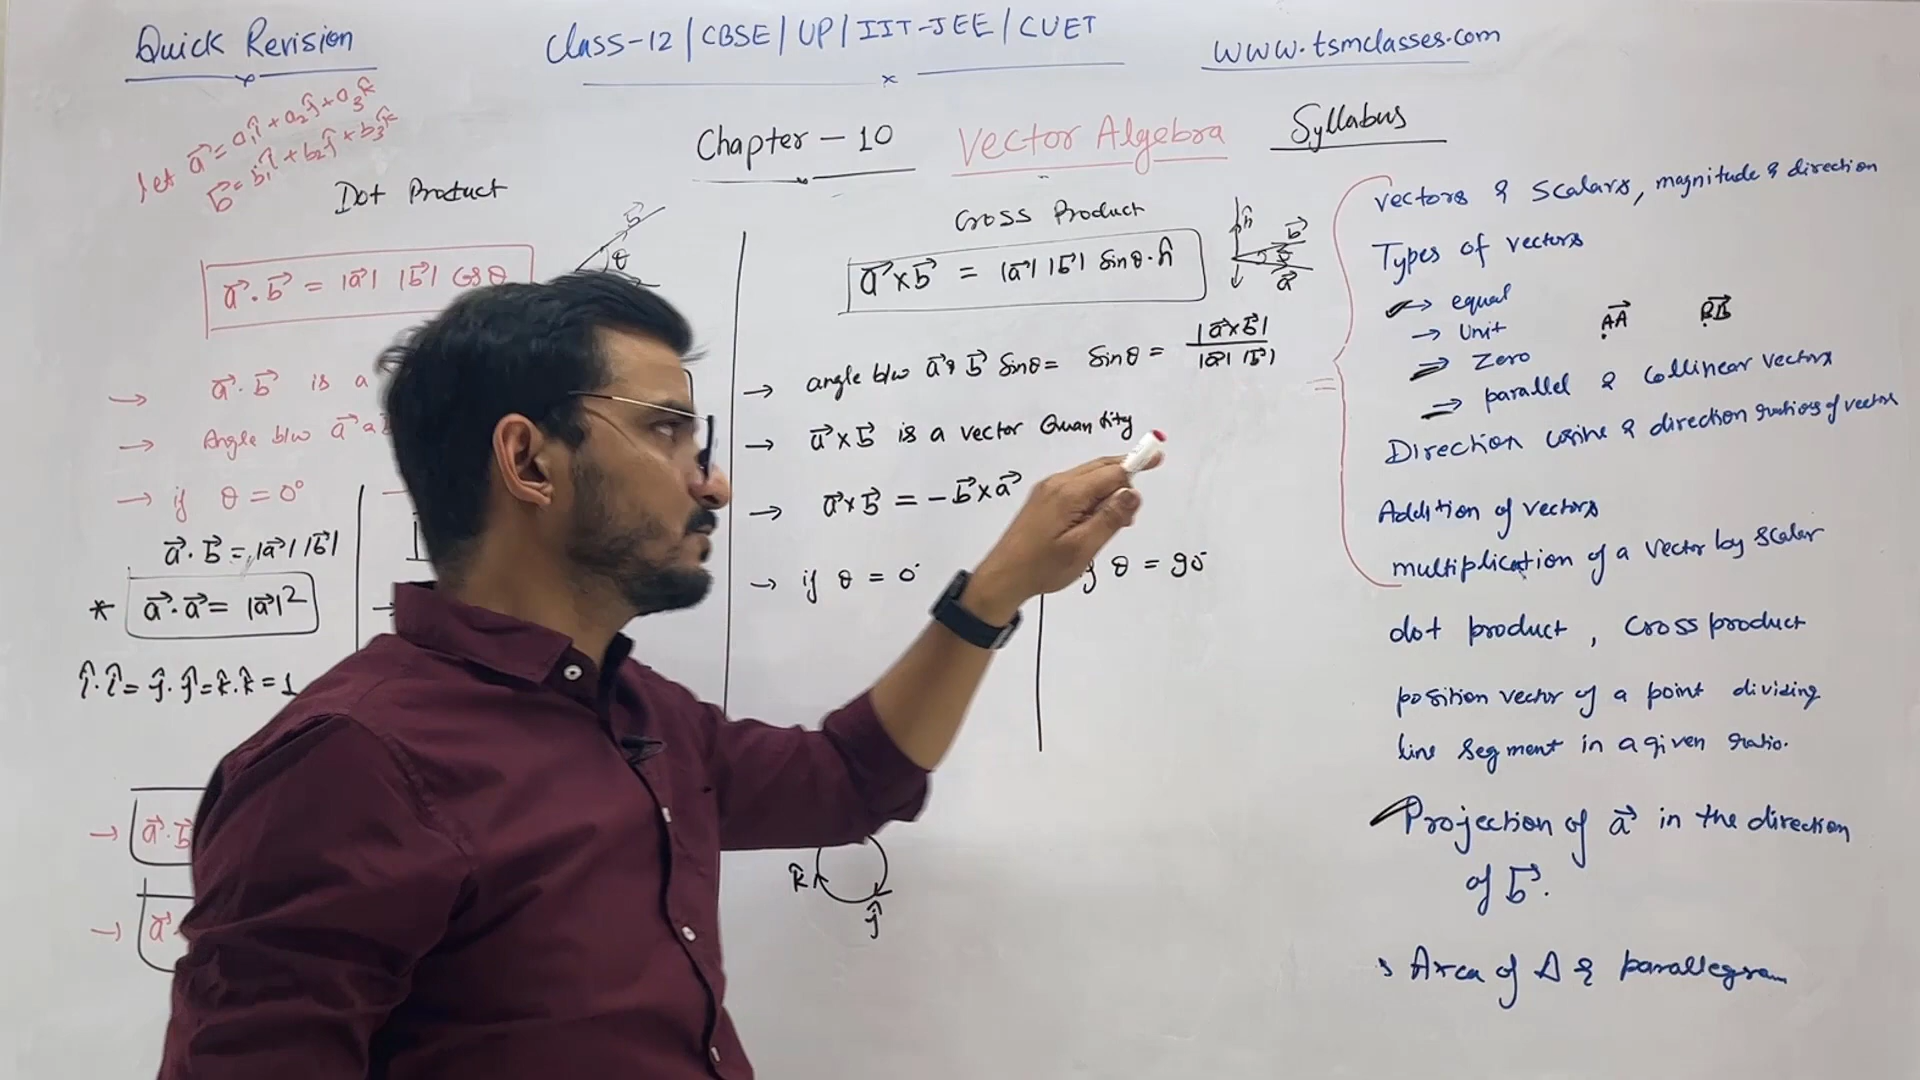 Quick Revision
Class-12 | CBSE | UP | IIT-JEE | CUET
www.tsmclasses.com
Chapter - 10 Vector Algebra
Syllabus
let a⃗ = a₁î + a₂ĵ + a₃k̂
b⃗ = b₁î + b₂ĵ + b₃k̂
Dot Product
b⃗
θ
a⃗ · b⃗ = |a⃗| |b⃗| cosθ
→ a⃗ · b⃗ is a
→ Angle b/w a⃗ a
→ if θ = 0°
a⃗ · b⃗ = |a⃗| |b⃗|
* a⃗ · a⃗ = |a⃗|²
î·î = ĵ·ĵ = k̂·k̂ = 1
→ a⃗ · b⃗
→ a⃗ ·
Cross Product
n̂
b⃗
a⃗
a⃗ × b⃗ = |a⃗| |b⃗| sinθ · n̂
→ angle b/w a⃗ & b⃗ sinθ = sinθ = |a⃗ × b⃗| / |a⃗| |b⃗|
→ a⃗ × b⃗ is a vector Quantity
→ a⃗ × b⃗ = - b⃗ × a⃗
→ if θ = 0°
θ = 90°
k̂
ĵ
vectors & Scalars, magnitude & direction
Types of vectors
→ equal
→ Unit
→ Zero
AA⃗ BB⃗
→ parallel & Collinear vectors
Direction cosine & direction ratios of vectors
Addition of vectors
multiplication of a vector by scalar
dot product , Cross product
position vector of a point dividing
line segment in a given ratio.
Projection of a⃗ in the direction
of b⃗.
Area of Δ & parallegram